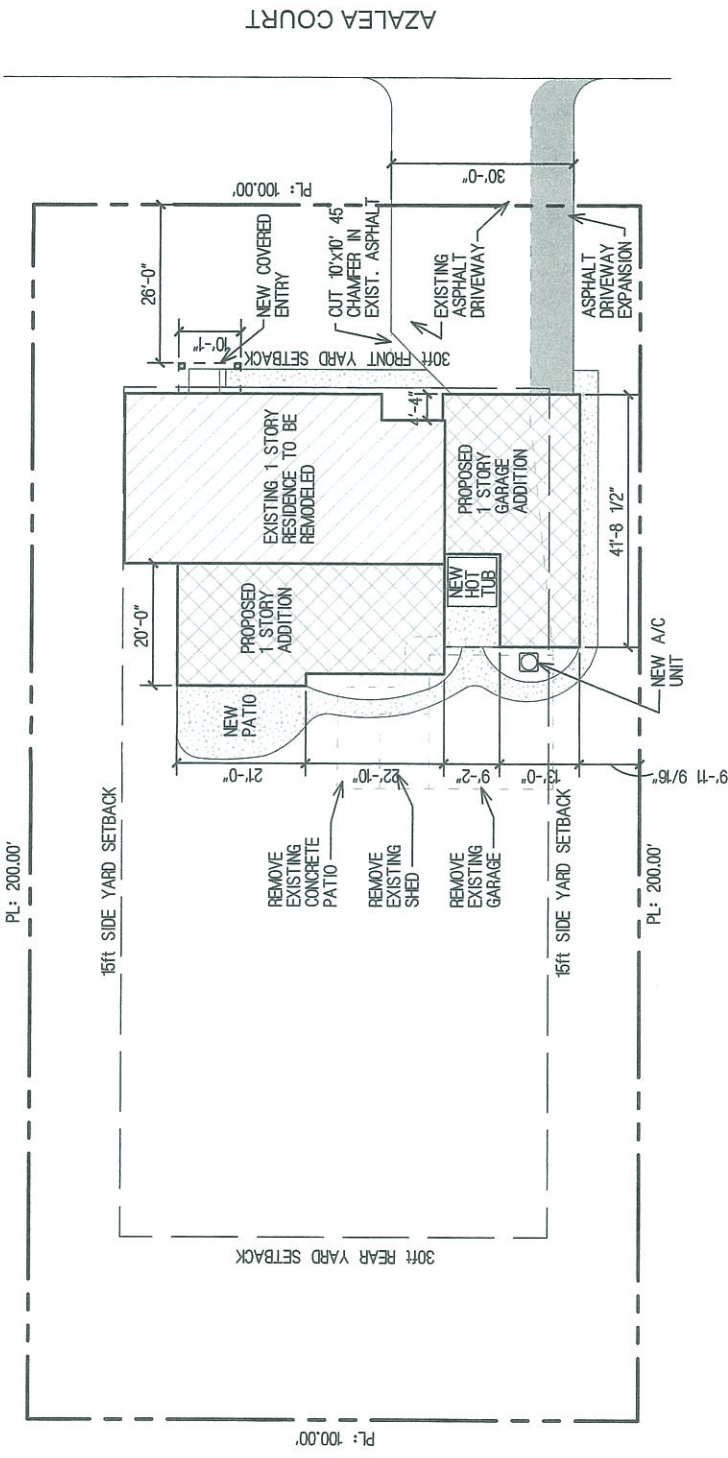 AZALEA COURT
PL: 100.00'
26'-0"
10'-1"
NEW COVERED
ENTRY
CUT 10'x10' 45
CHAMFER IN
EXIST. ASPHALT
30'-0"
EXISTING
ASPHALT
DRIVEWAY
ASPHALT
DRIVEWAY
EXPANSION
30ft FRONT YARD SETBACK
4'-4"
EXISTING 1 STORY
RESIDENCE TO BE
REMODELED
PROPOSED
1 STORY
GARAGE
ADDITION
41'-8 1/2"
20'-0"
PROPOSED
1 STORY
ADDITION
NEW
HOT
TUB
NEW A/C
UNIT
NEW
PATIO
21'-0"
22'-10"
9'-2"
13'-0"
9'-11 9/16"
REMOVE
EXISTING
CONCRETE
PATIO
REMOVE
EXISTING
SHED
REMOVE
EXISTING
GARAGE
PL: 200.00'
15ft SIDE YARD SETBACK
15ft SIDE YARD SETBACK
PL: 200.00'
30ft REAR YARD SETBACK
PL: 100.00'